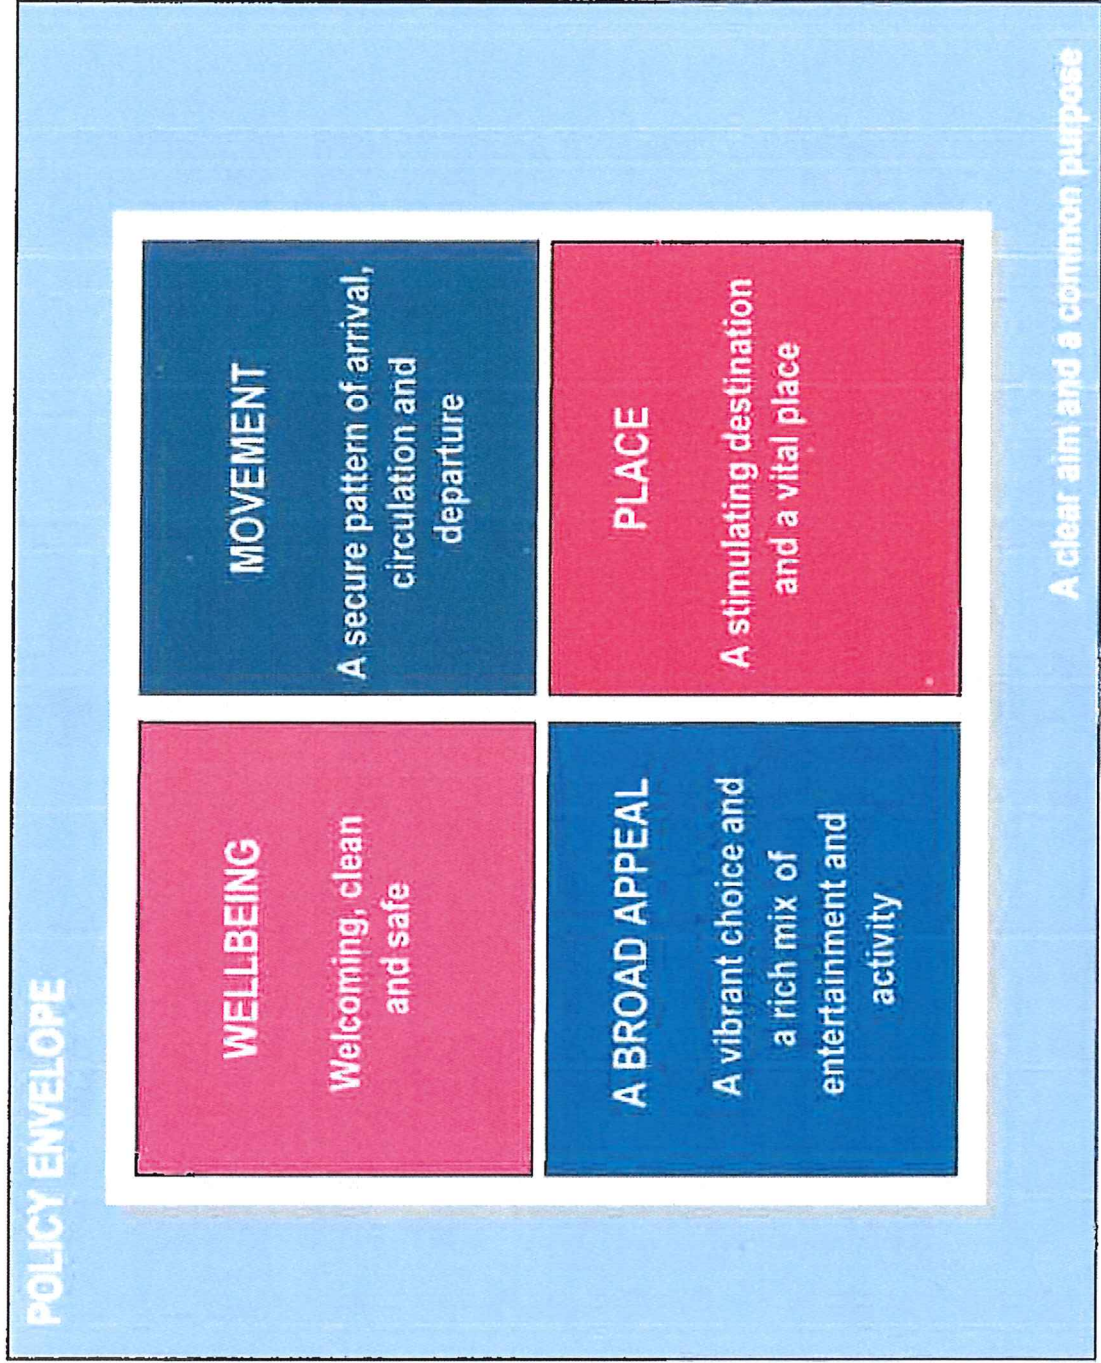 POLICY ENVELOPE
WELLBEING
Welcoming, clean
and safe
MOVEMENT
A secure pattern of arrival,
circulation and
departure
A BROAD APPEAL
A vibrant choice and
a rich mix of
entertainment and
activity
PLACE
A stimulating destination
and a vital place
A clear aim and a common purpose